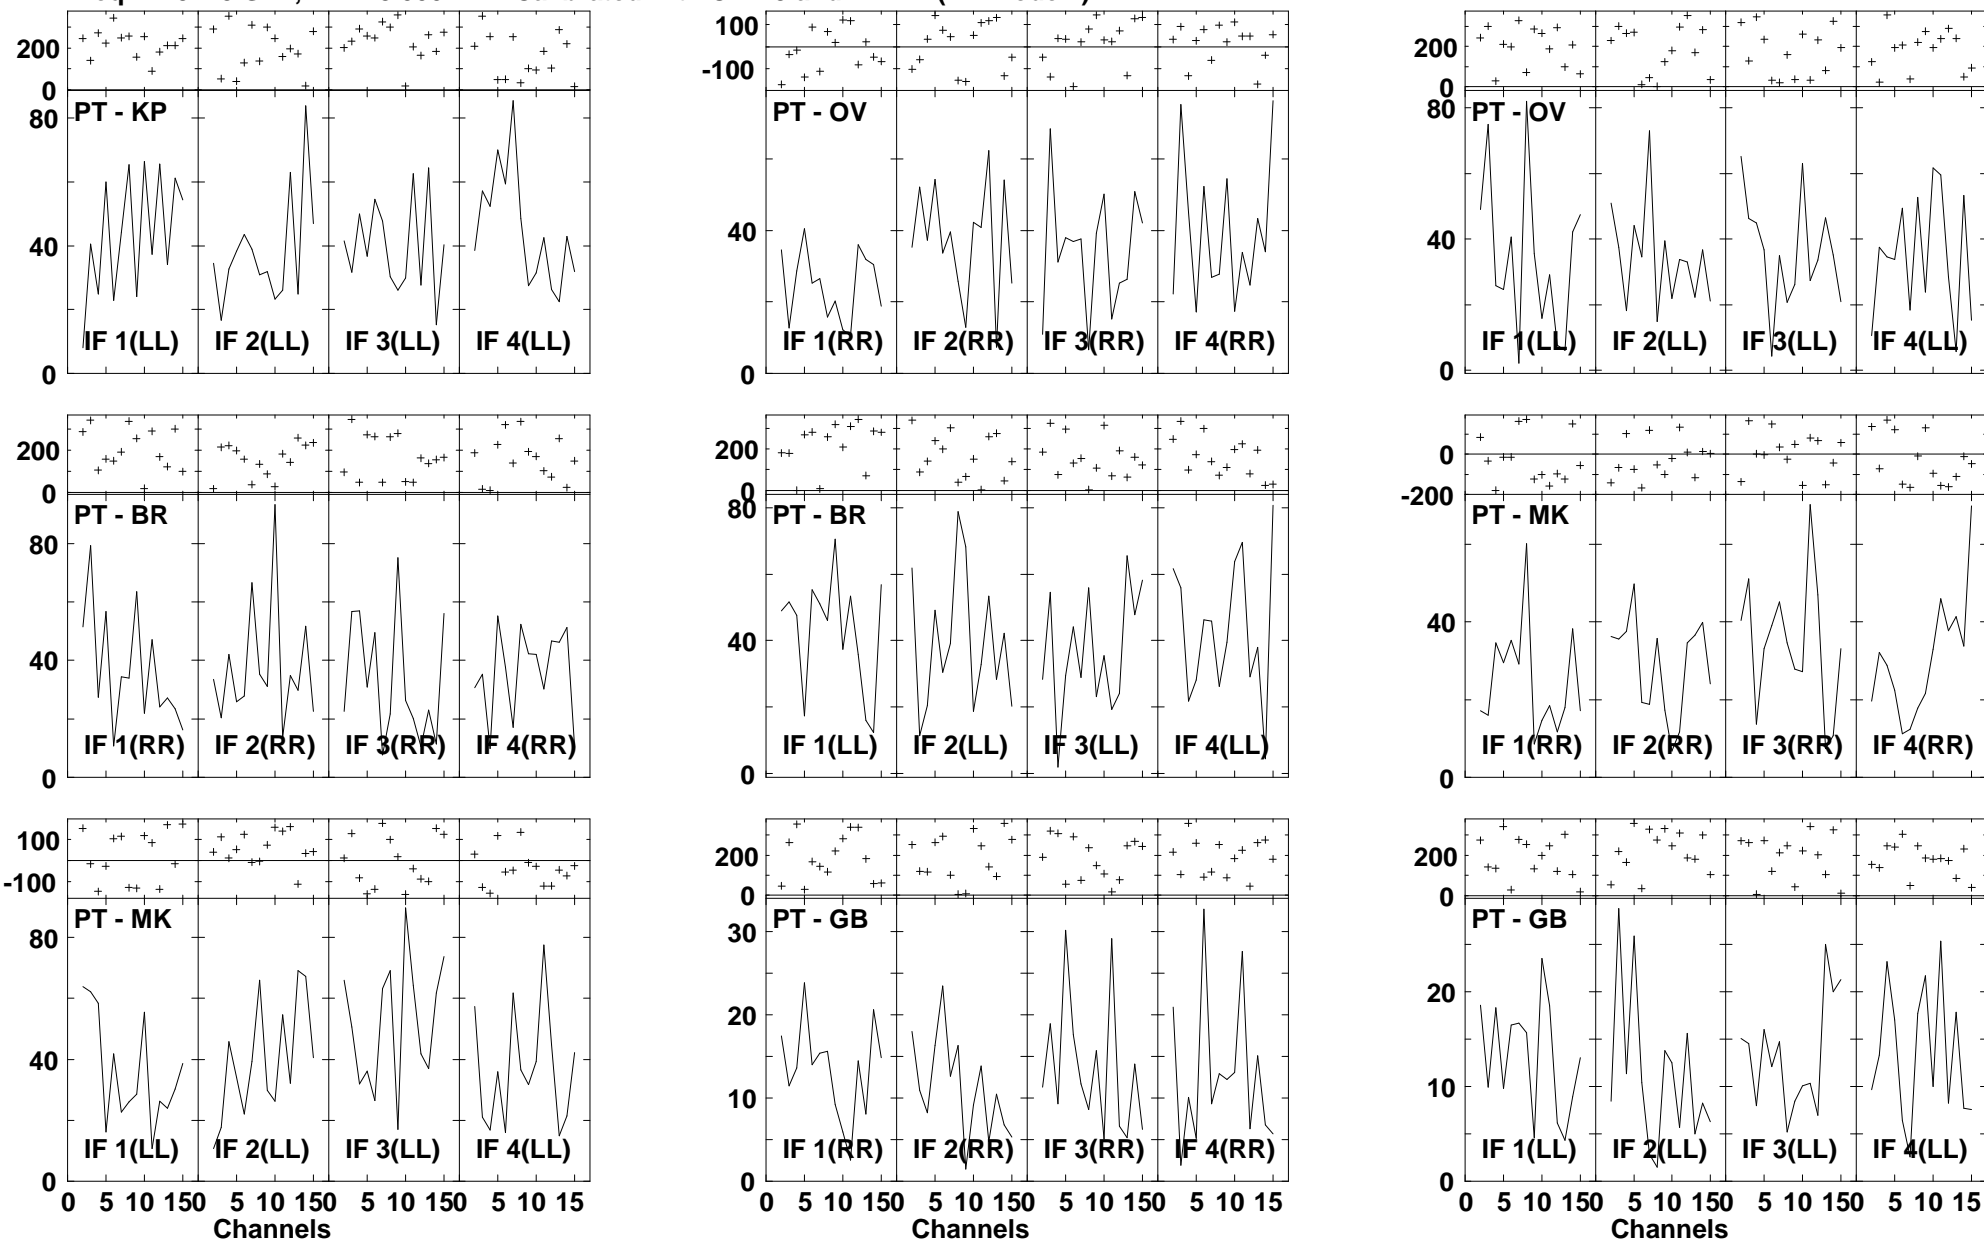 200
0
100
-100
200
0
PT - KP
PT - OV
PT - OV
80
40
0
40
0
80
40
0
IF 1(LL) IF 2(LL) IF 3(LL) IF 4(LL)
IF 1(RR) IF 2(RR) IF 3(RR) IF 4(RR)
IF 1(LL) IF 2(LL) IF 3(LL) IF 4(LL)
200
0
200
0
0
-200
PT - BR
PT - BR
PT - MK
80
40
0
80
40
0
40
0
IF 1(RR) IF 2(RR) IF 3(RR) IF 4(RR)
IF 1(LL) IF 2(LL) IF 3(LL) IF 4(LL)
IF 1(RR) IF 2(RR) IF 3(RR) IF 4(RR)
100
-100
200
0
200
0
PT - MK
PT - GB
PT - GB
80
40
0
30
20
10
0
20
10
0
IF 1(LL) IF 2(LL) IF 3(LL) IF 4(LL)
IF 1(RR) IF 2(RR) IF 3(RR) IF 4(RR)
IF 1(LL) IF 2(LL) IF 3(LL) IF 4(LL)
0 5 10 150 5 10 150 5 10 150 5 10 15
0 5 10 150 5 10 150 5 10 150 5 10 15
0 5 10 150 5 10 150 5 10 150 5 10 15
Channels
Channels
Channels